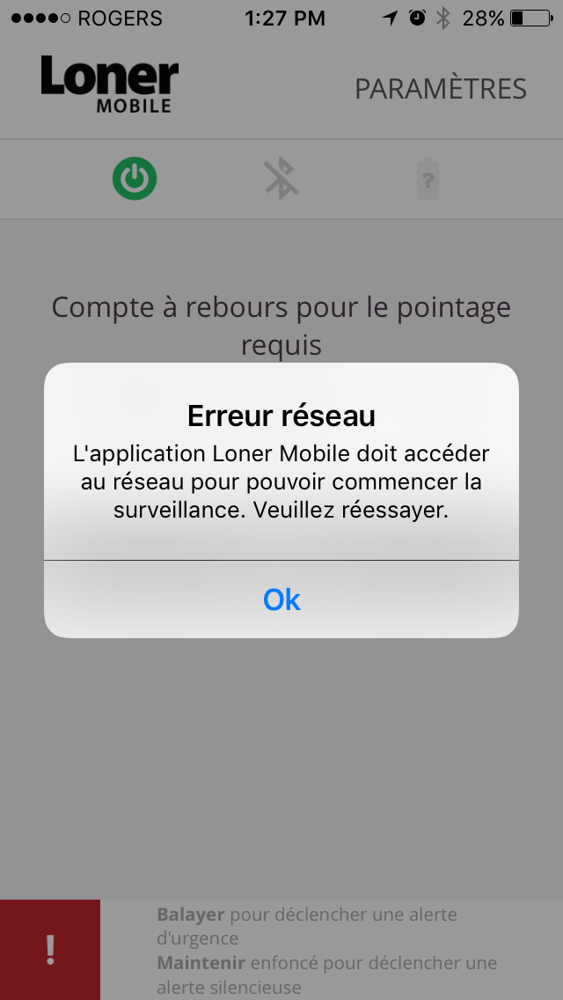 ROGERS 1:27 PM 28%
Loner
MOBILE
PARAMÈTRES
?
Compte à rebours pour le pointage
requis
Erreur réseau
L'application Loner Mobile doit accéder
au réseau pour pouvoir commencer la
surveillance. Veuillez réessayer.
Ok
!
Balayer pour déclencher une alerte
d'urgence
Maintenir enfoncé pour déclencher une
alerte silencieuse